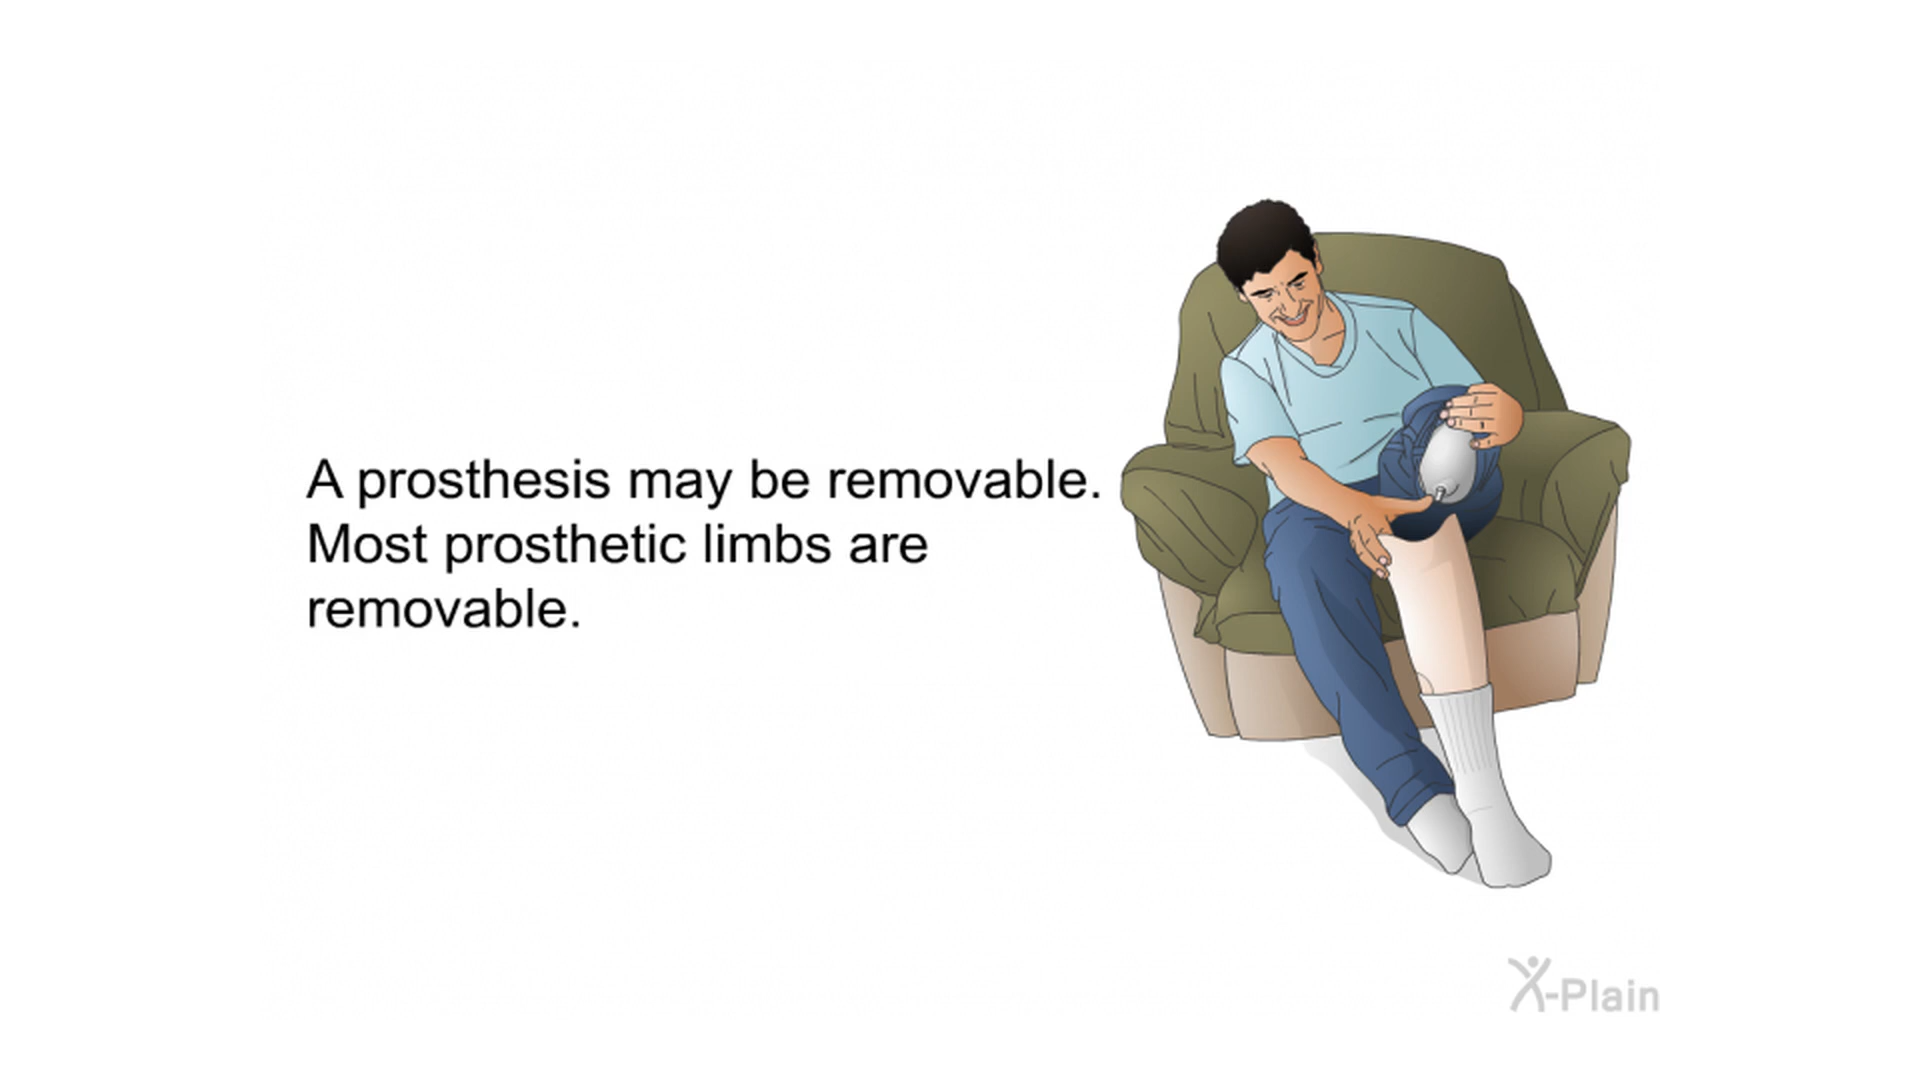 A prosthesis may be removable.
Most prosthetic limbs are
removable.
X-Plain